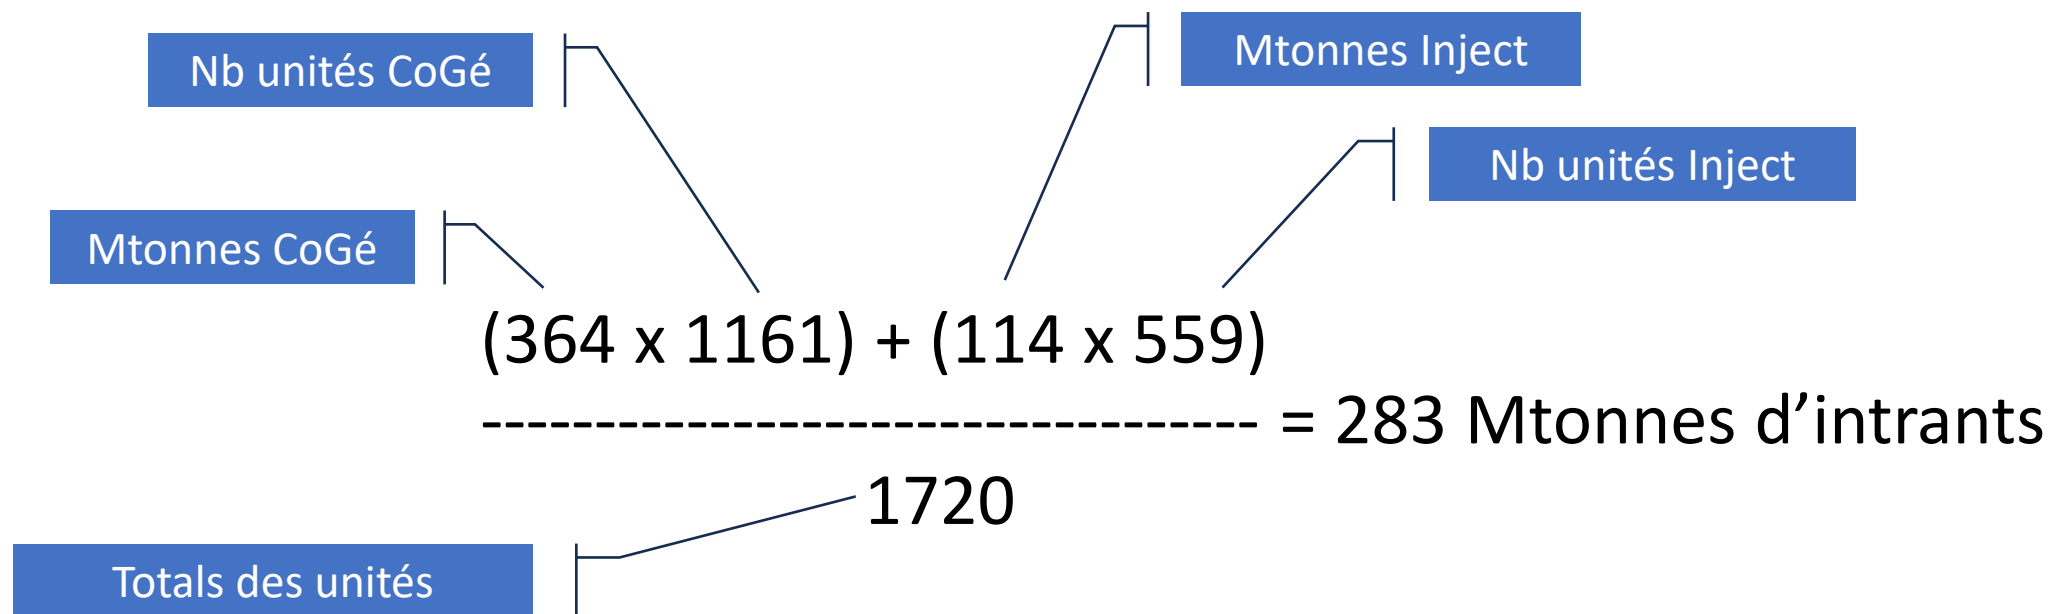 Nb unités CoGé
Mtonnes Inject
Nb unités Inject
Mtonnes CoGé
(364 x 1161) + (114 x 559)
---------------------------------- = 283 Mtonnes d’intrants
1720
Totals des unités